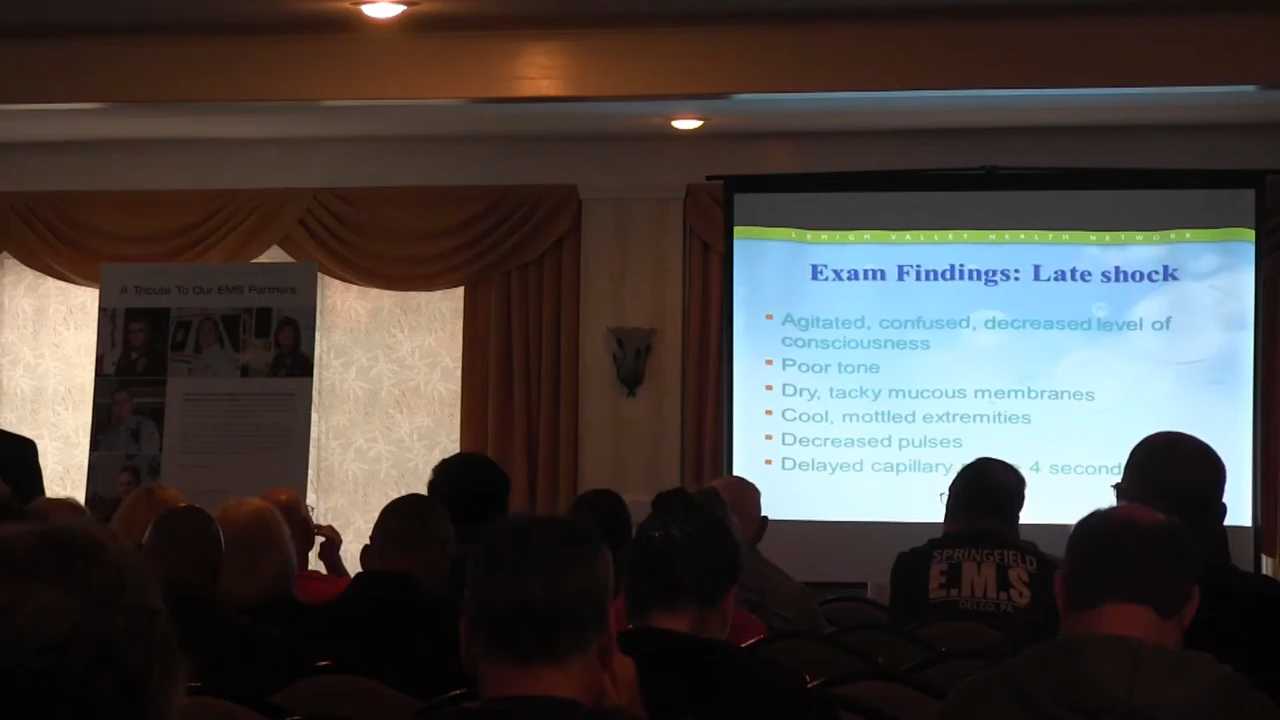 A Tribute To Our EMS Partners
LEHIGH VALLEY HEALTH NETWORK
Exam Findings: Late shock
Agitated, confused, decreased level of
consciousness
Poor tone
Dry, tacky mucous membranes
Cool, mottled extremities
Decreased pulses
Delayed capillary 4 second
SPRINGFIELD
E.M.S
DELCO, PA